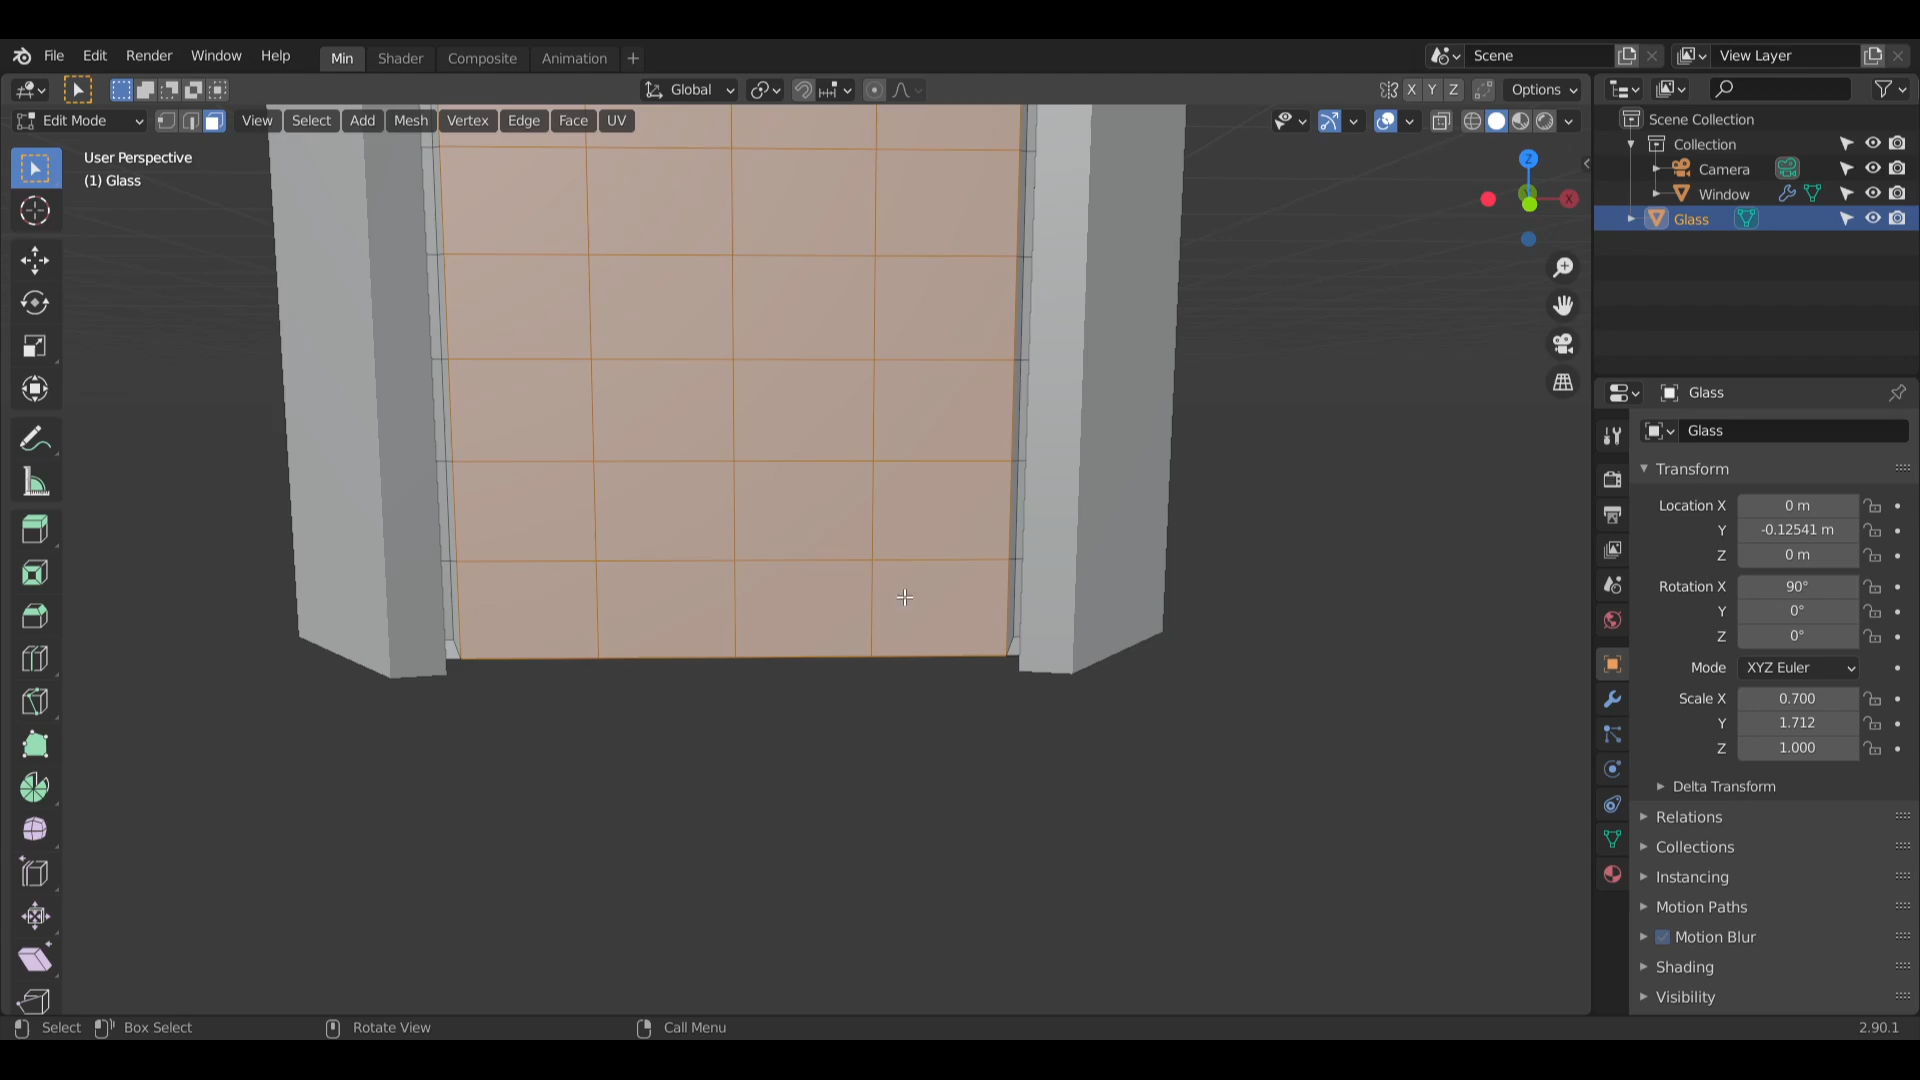 File Edit Render Window Help Min Shader Composite Animation + Scene View Layer
Global X Y Z Options
Edit Mode View Select Add Mesh Vertex Edge Face UV
Scene Collection
Collection
Camera
Window
Glass
User Perspective
(1) Glass
Z
X
Glass
Glass
Transform
Location X 0 m
Y -0.12541 m
Z 0 m
Rotation X 90°
Y 0°
Z 0°
Mode XYZ Euler
Scale X 0.700
Y 1.712
Z 1.000
Delta Transform
Relations
Collections
Instancing
Motion Paths
Motion Blur
Shading
Visibility
Select Box Select Rotate View Call Menu 2.90.1